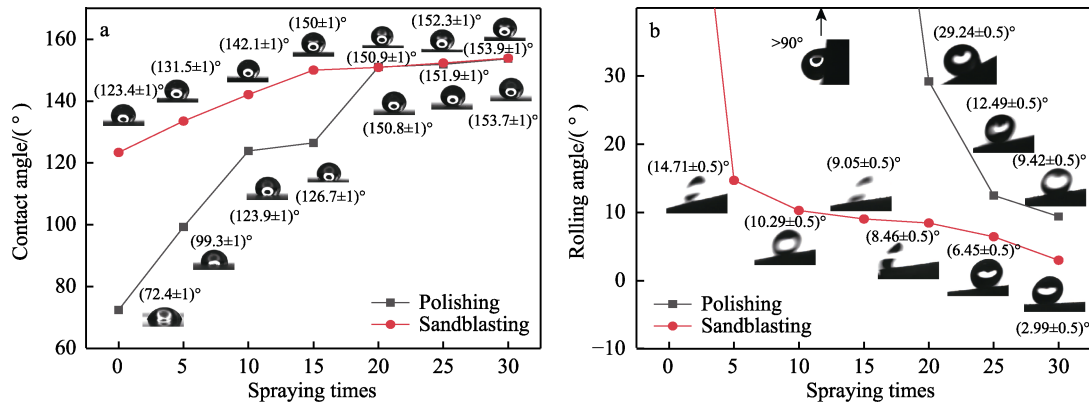 a
160
140
120
100
80
60
Contact angle/(°)
(123.4±1)°
(131.5±1)°
(142.1±1)°
(150±1)°
(150.9±1)°
(152.3±1)°
(153.9±1)°
(72.4±1)°
(99.3±1)°
(123.9±1)°
(126.7±1)°
(150.8±1)°
(151.9±1)°
(153.7±1)°
Polishing
Sandblasting
0 5 10 15 20 25 30
Spraying times
b
30
20
10
0
−10
Rolling angle/(°)
>90°
(29.24±0.5)°
(12.49±0.5)°
(9.42±0.5)°
(14.71±0.5)°
(10.29±0.5)°
(9.05±0.5)°
(8.46±0.5)°
(6.45±0.5)°
(2.99±0.5)°
Polishing
Sandblasting
0 5 10 15 20 25 30
Spraying times